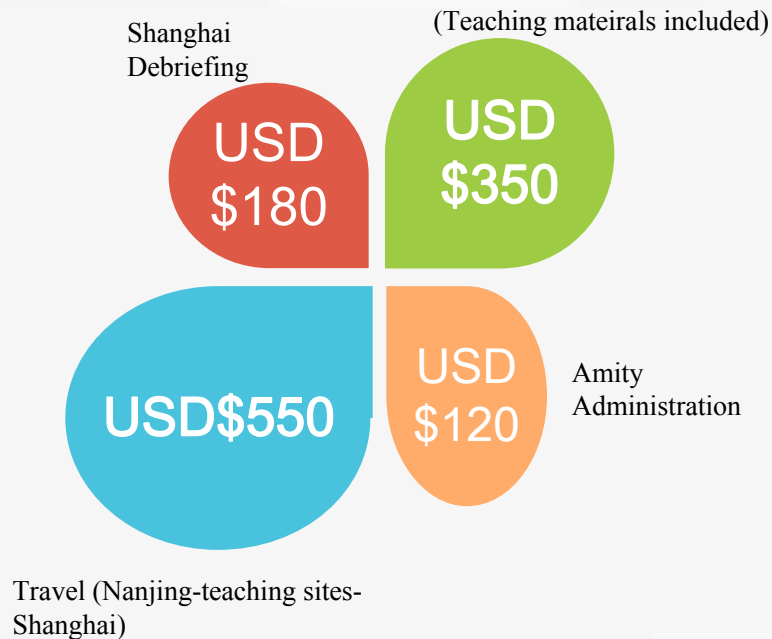 Shanghai
Debriefing
USD
$180
(Teaching mateirals included)
USD
$350
USD$550
Travel (Nanjing-teaching sites-
Shanghai)
USD
$120
Amity
Administration